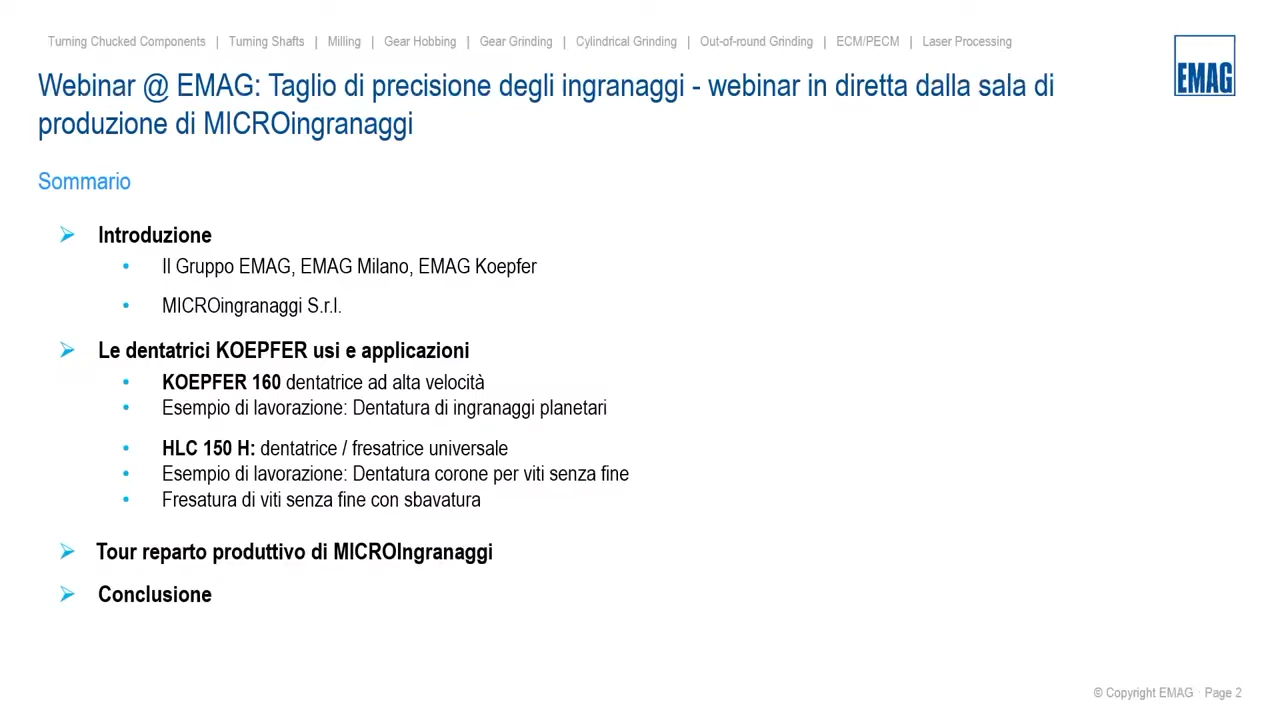 Turning Chucked Components | Turning Shafts | Milling | Gear Hobbing | Gear Grinding | Cylindrical Grinding | Out-of-round Grinding | ECM/PECM | Laser Processing
EMAG
Webinar @ EMAG: Taglio di precisione degli ingranaggi - webinar in diretta dalla sala di
produzione di MICROingranaggi
Sommario
Introduzione
Il Gruppo EMAG, EMAG Milano, EMAG Koepfer
MICROingranaggi S.r.l.
Le dentatrici KOEPFER usi e applicazioni
KOEPFER 160 dentatrice ad alta velocità
Esempio di lavorazione: Dentatura di ingranaggi planetari
HLC 150 H: dentatrice / fresatrice universale
Esempio di lavorazione: Dentatura corone per viti senza fine
Fresatura di viti senza fine con sbavatura
Tour reparto produttivo di MICROIngranaggi
Conclusione
© Copyright EMAG · Page 2